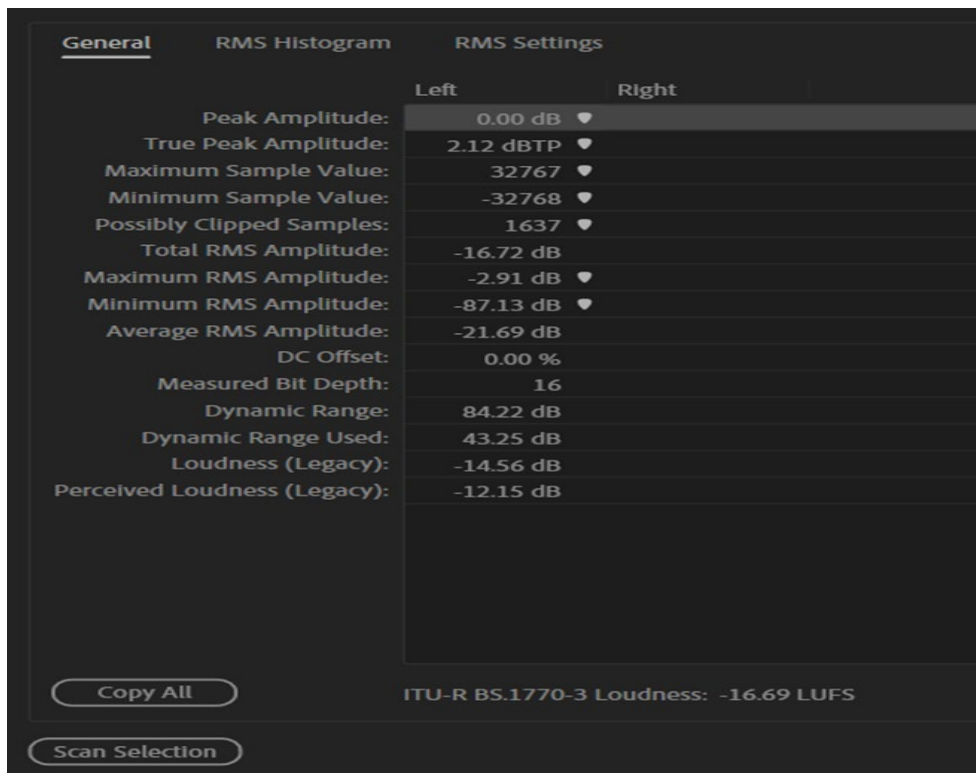 General RMS Histogram RMS Settings
Left Right
Peak Amplitude: 0.00 dB
True Peak Amplitude: 2.12 dBTP
Maximum Sample Value: 32767
Minimum Sample Value: -32768
Possibly Clipped Samples: 1637
Total RMS Amplitude: -16.72 dB
Maximum RMS Amplitude: -2.91 dB
Minimum RMS Amplitude: -87.13 dB
Average RMS Amplitude: -21.69 dB
DC Offset: 0.00 %
Measured Bit Depth: 16
Dynamic Range: 84.22 dB
Dynamic Range Used: 43.25 dB
Loudness (Legacy): -14.56 dB
Perceived Loudness (Legacy): -12.15 dB
Copy All ITU-R BS.1770-3 Loudness: -16.69 LUFS
Scan Selection